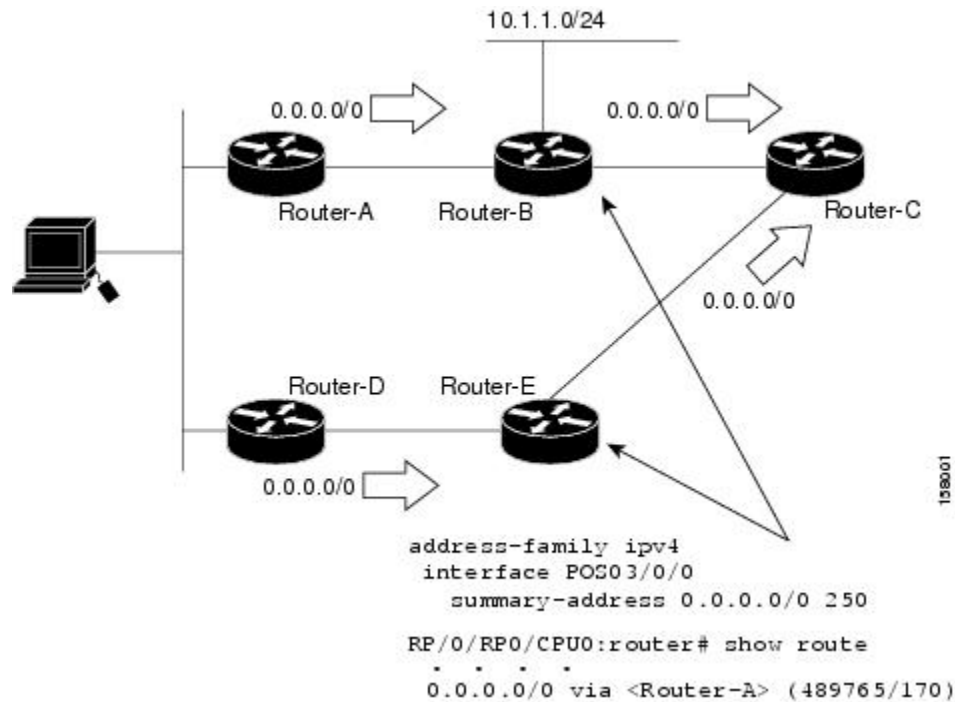 10.1.1.0/24
0.0.0.0/0
0.0.0.0/0
Router-A
Router-B
Router-C
0.0.0.0/0
Router-D
Router-E
0.0.0.0/0
158001
address-family ipv4
interface POS03/0/0
summary-address 0.0.0.0/0 250
RP/0/RP0/CPU0:router# show route
. . . .
0.0.0.0/0 via <Router-A> (489765/170)